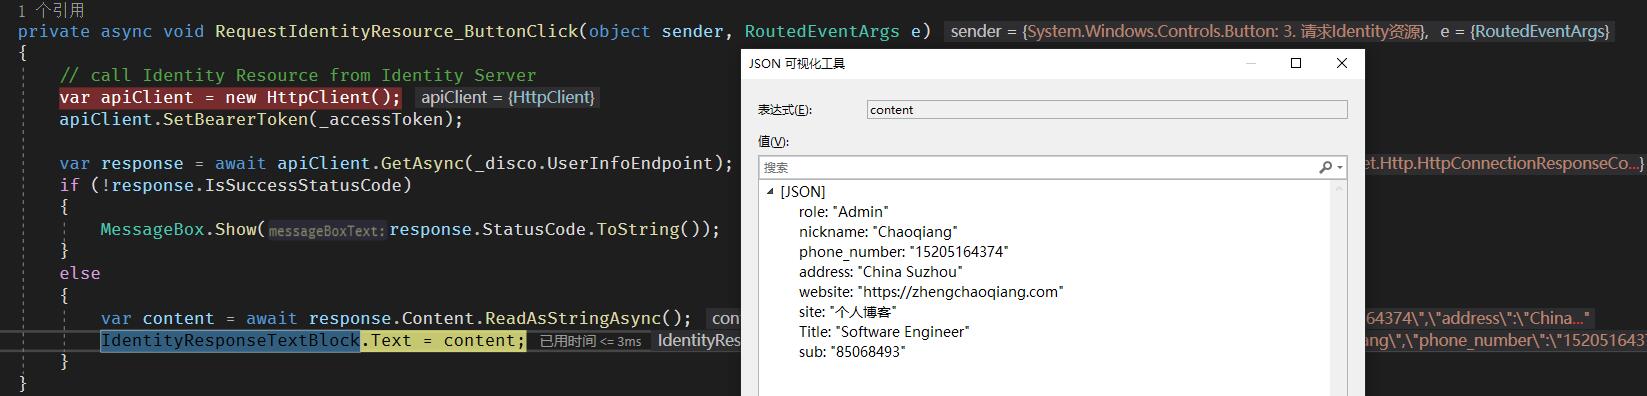 1 个引用
private async void RequestIdentityResource_ButtonClick(object sender, RoutedEventArgs e) sender = {System.Windows.Controls.Button: 3. 请求Identity资源}, e = {RoutedEventArgs}
{
// call Identity Resource from Identity Server
var apiClient = new HttpClient(); apiClient = {HttpClient}
apiClient.SetBearerToken(_accessToken);
var response = await apiClient.GetAsync(_disco.UserInfoEndpoint); et.Http.HttpConnectionResponseCo...}
if (!response.IsSuccessStatusCode)
{
MessageBox.Show(messageBoxText: response.StatusCode.ToString());
}
else
{
var content = await response.Content.ReadAsStringAsync(); cont 64374\",\"address\":\"China..."
IdentityResponseTextBlock.Text = content; 已用时间 <= 3ms IdentityRes ang\",\"phone_number\":\"1520516437
}
}
JSON 可视化工具
表达式(E): content
值(V):
搜索
[JSON]
role: "Admin"
nickname: "Chaoqiang"
phone_number: "15205164374"
address: "China Suzhou"
website: "https://zhengchaoqiang.com"
site: "个人博客"
Title: "Software Engineer"
sub: "85068493"